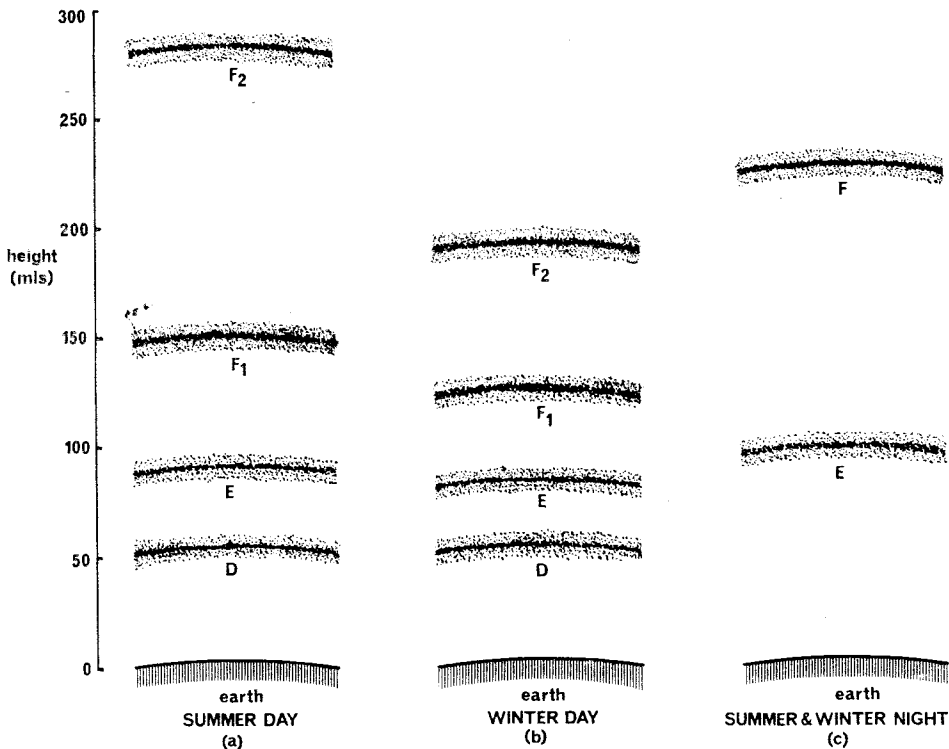 300
250
200
150
100
50
0
height
(mls)
F2
F1
E
D
earth
SUMMER DAY
(a)
F2
F1
E
D
earth
WINTER DAY
(b)
F
E
earth
SUMMER & WINTER NIGHT
(c)